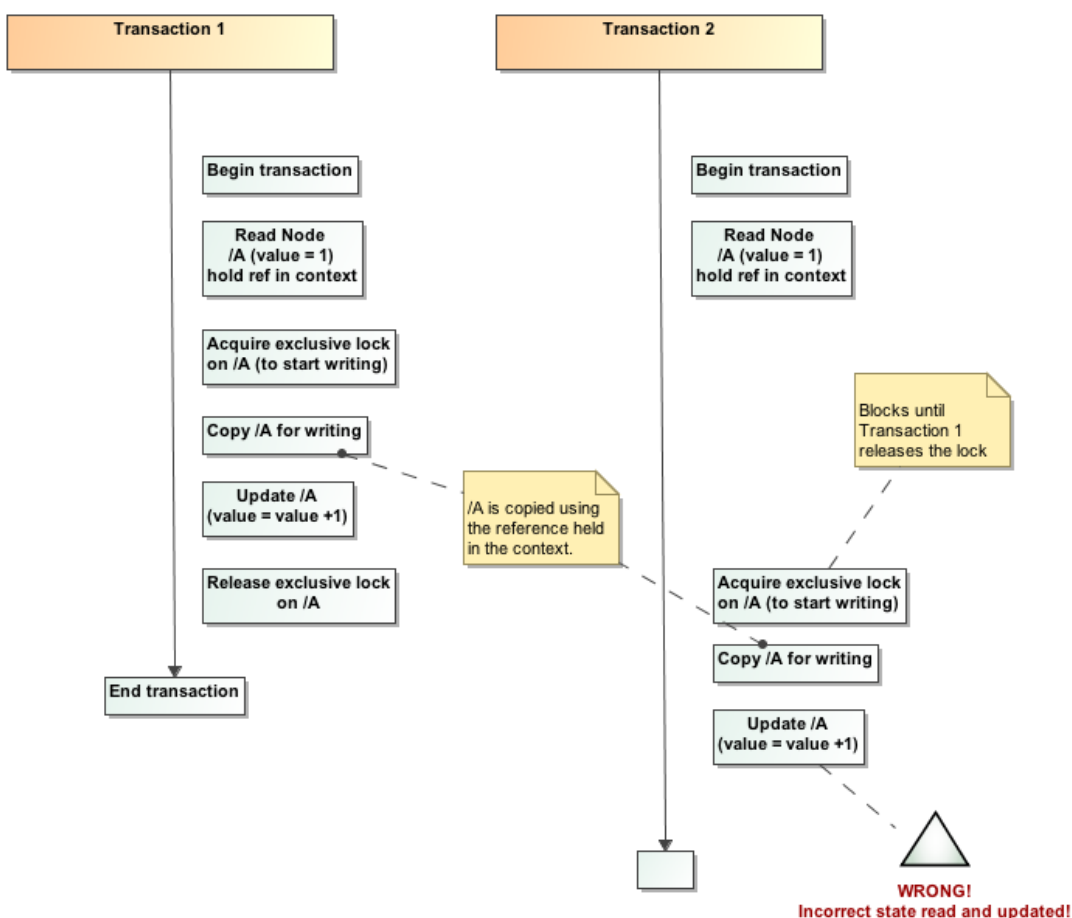 Transaction 1
Transaction 2
Begin transaction
Begin transaction
Read Node
/A (value = 1)
hold ref in context
Read Node
/A (value = 1)
hold ref in context
Acquire exclusive lock
on /A (to start writing)
Blocks until
Transaction 1
releases the lock
Copy /A for writing
Update /A
(value = value +1)
/A is copied using
the reference held
in the context.
Release exclusive lock
on /A
Acquire exclusive lock
on /A (to start writing)
Copy /A for writing
End transaction
Update /A
(value = value +1)
WRONG!
Incorrect state read and updated!